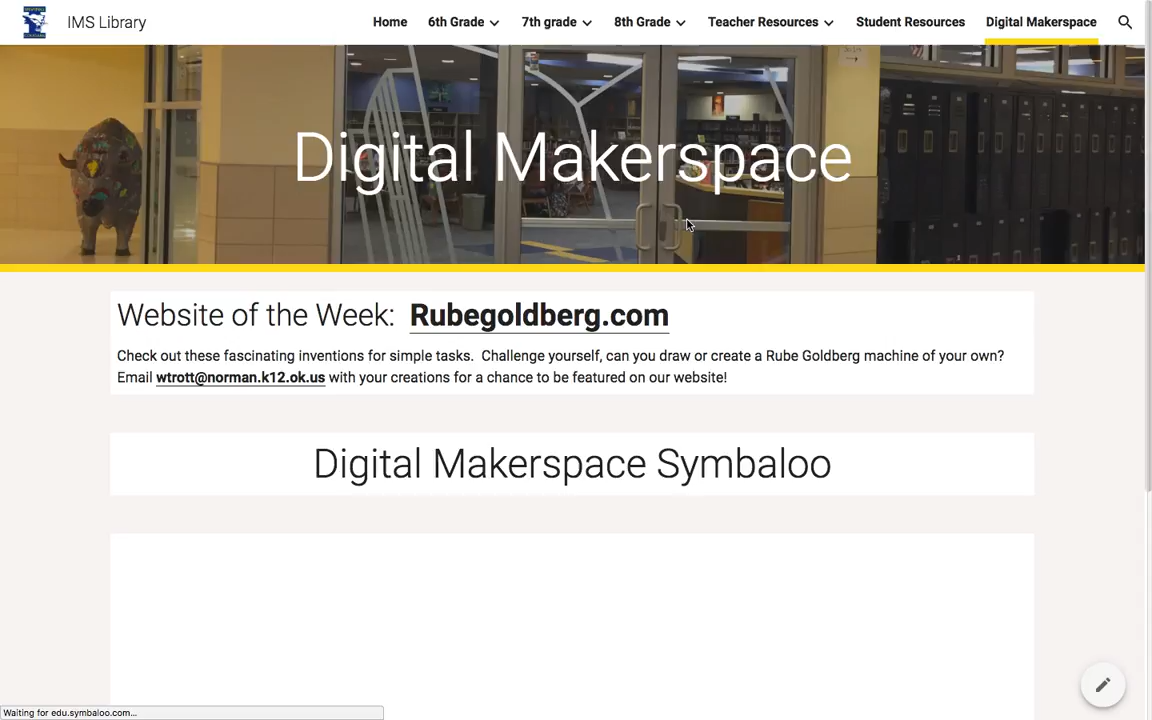 IMS Library
Home 6th Grade 7th grade 8th Grade Teacher Resources Student Resources Digital Makerspace
Digital Makerspace
Website of the Week: Rubegoldberg.com
Check out these fascinating inventions for simple tasks. Challenge yourself, can you draw or create a Rube Goldberg machine of your own?
Email wtrott@norman.k12.ok.us with your creations for a chance to be featured on our website!
Digital Makerspace Symbaloo
Waiting for edu.symbaloo.com...